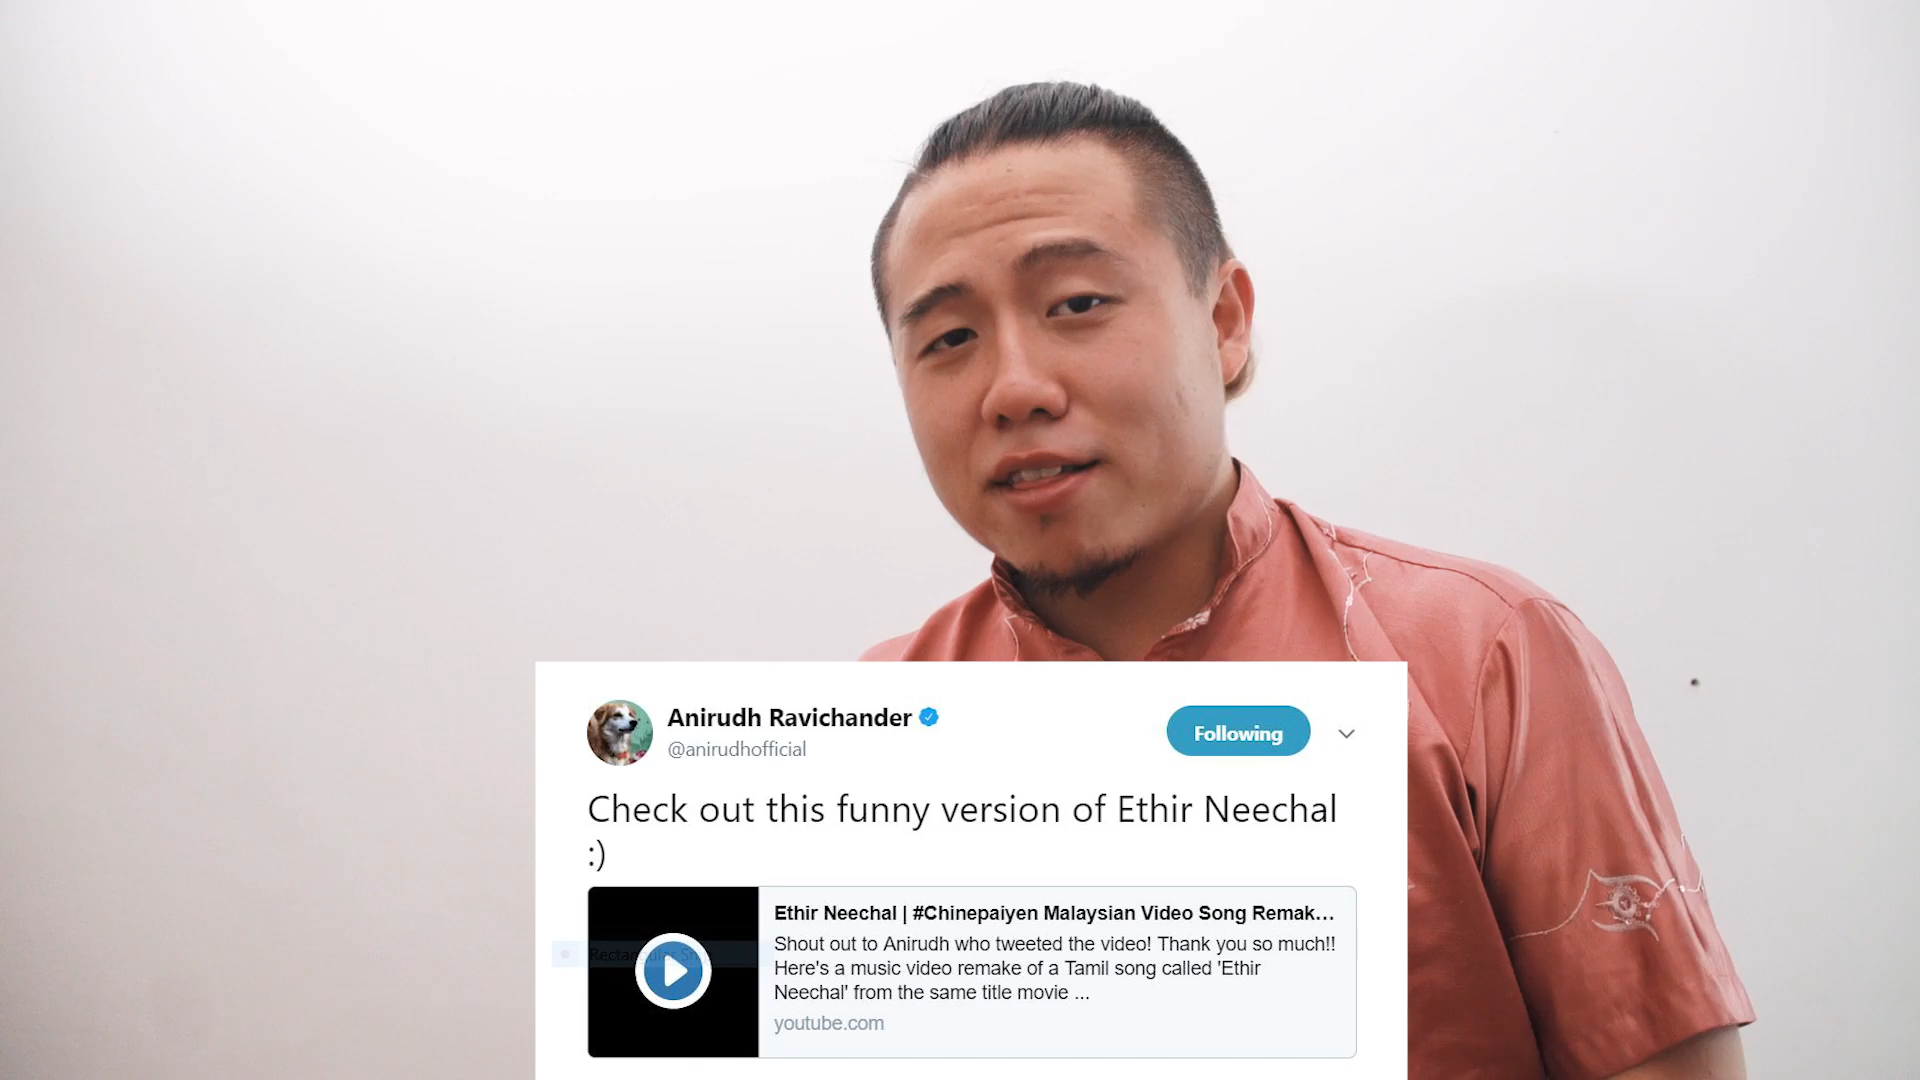 Anirudh Ravichander
@anirudhofficial
Following
Check out this funny version of Ethir Neechal
:)
Ethir Neechal | #Chinepaiyen Malaysian Video Song Remak...
Shout out to Anirudh who tweeted the video! Thank you so much!!
Here's a music video remake of a Tamil song called 'Ethir
Neechal' from the same title movie ...
youtube.com